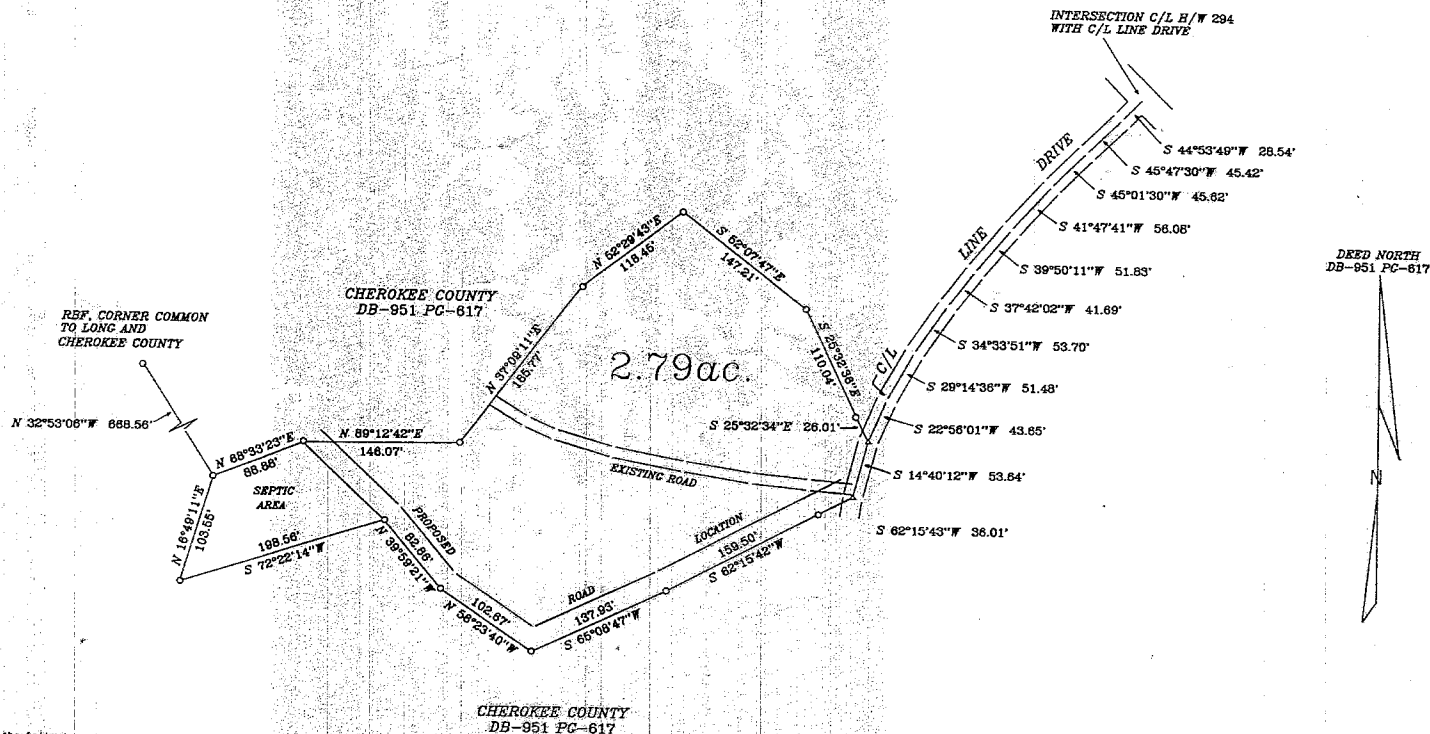 INTERSECTION C/L H/W 294
WITH C/L LINE DRIVE
S 44°53'49"W 28.54'
S 45°47'30"W 45.42'
S 45°01'30"W 45.62'
S 41°47'41"W 56.08'
S 39°50'11"W 51.83'
S 37°42'02"W 41.69'
S 34°33'51"W 53.70'
S 29°14'36"W 51.48'
S 22°56'01"W 43.65'
S 14°40'12"W 53.64'
S 62°15'43"W 36.01'
C/L LINE DRIVE
DEED NORTH
DB-951 PG-617
N
N 52°29'43"E
118.45'
S 52°07'47"E
147.21'
S 25°32'36"E
110.04'
S 25°32'34"E 26.01'
CHEROKEE COUNTY
DB-951 PG-617
N 37°09'11"E
185.77'
2.79ac.
RBF, CORNER COMMON
TO LONG AND
CHEROKEE COUNTY
N 32°53'06"W 668.56'
N 68°33'23"E
88.88'
N 89°12'42"E
146.07'
EXISTING ROAD
SEPTIC
AREA
N 16°49'11"E
103.55'
198.56'
S 72°22'14"W
PROPOSED
ROAD
LOCATION
82.86'
N 39°59'21"W
102.67'
N 56°23'40"W
137.93'
S 65°08'47"W
159.50'
S 62°15'42"W
CHEROKEE COUNTY
DB-951 PG-617